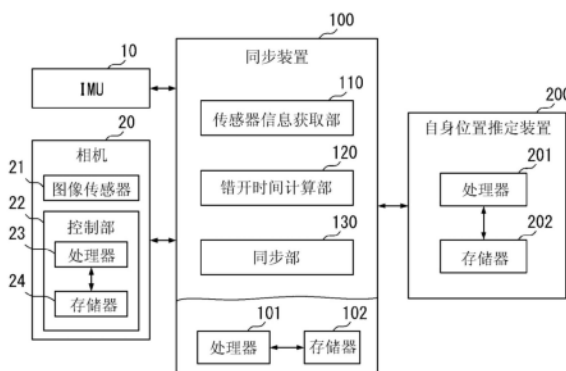 100
同步装置
10
IMU
110
传感器信息获取部
20
相机
21
图像传感器
22
控制部
23
处理器
24
存储器
120
错开时间计算部
130
同步部
101
处理器
102
存储器
200
自身位置推定装置
201
处理器
202
存储器